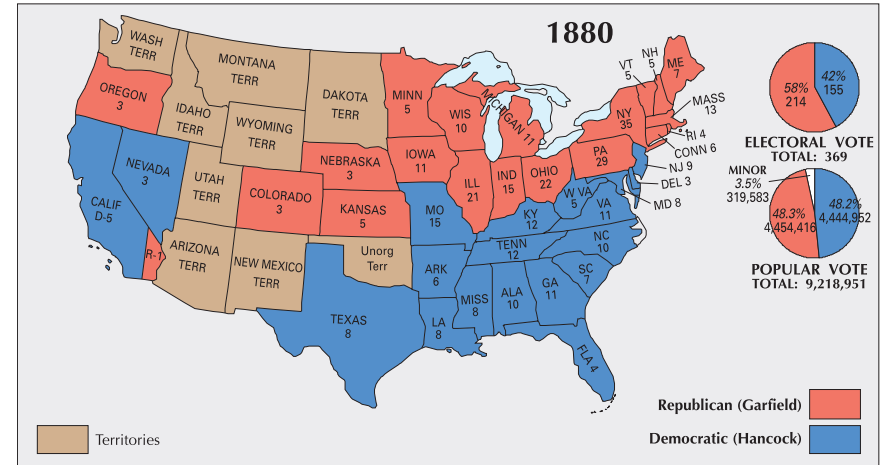 1880
WASH
TERR
MONTANA
TERR
DAKOTA
TERR
OREGON
3
IDAHO
TERR
WYOMING
TERR
NEVADA
3
UTAH
TERR
CALIF
D-5
R-1
ARIZONA
TERR
NEW MEXICO
TERR
COLORADO
3
NEBRASKA
3
KANSAS
5
Unorg
Terr
TEXAS
8
MINN
5
IOWA
11
MO
15
ARK
6
LA
8
WIS
10
MICHIGAN 11
ILL
21
IND
15
OHIO
22
KY
12
TENN
12
MISS
8
ALA
10
GA
11
FLA 4
SC
7
NC
10
VA
11
W VA
5
PA
29
NY
35
VT
5
NH
5
ME
7
MASS
13
RI 4
CONN 6
NJ 9
DEL 3
MD 8
58%
214
42%
155
ELECTORAL VOTE
TOTAL: 369
MINOR
3.5%
319,583
48.3%
4,454,416
48.2%
4,444,952
POPULAR VOTE
TOTAL: 9,218,951
Republican (Garfield)
Democratic (Hancock)
Territories